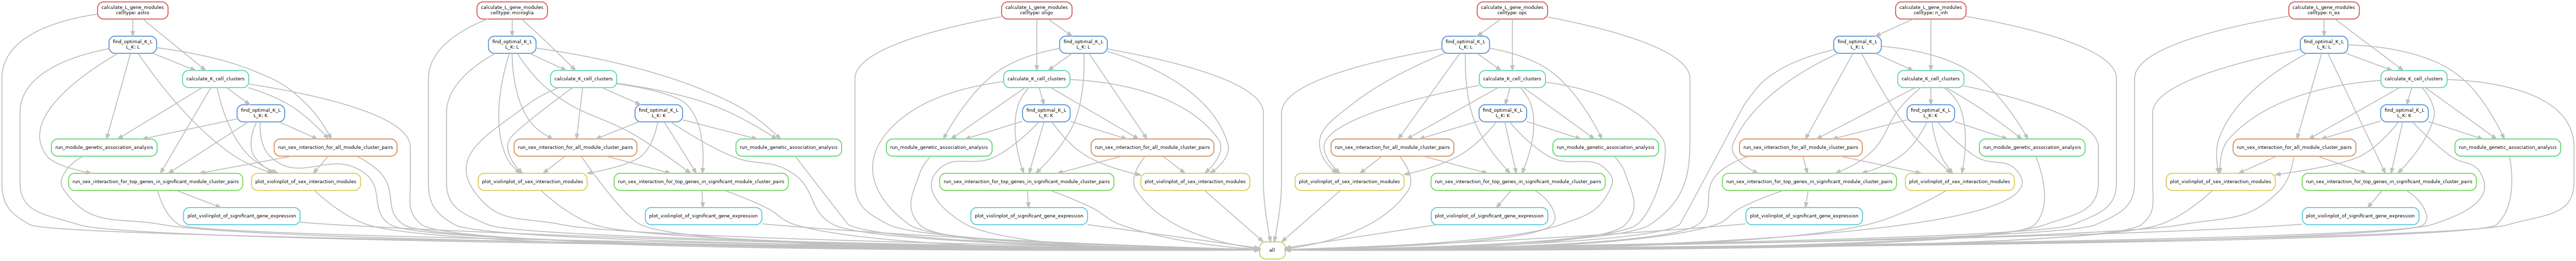 calculate_L_gene_modules
celltype: astro
find_optimal_K_L
L_K: L
calculate_K_cell_clusters
find_optimal_K_L
L_K: K
run_module_genetic_association_analysis
run_sex_interaction_for_all_module_cluster_pairs
run_sex_interaction_for_top_genes_in_significant_module_cluster_pairs
plot_violinplot_of_sex_interaction_modules
plot_violinplot_of_significant_gene_expression
calculate_L_gene_modules
celltype: microglia
find_optimal_K_L
L_K: L
calculate_K_cell_clusters
find_optimal_K_L
L_K: K
run_sex_interaction_for_all_module_cluster_pairs
run_module_genetic_association_analysis
plot_violinplot_of_sex_interaction_modules
run_sex_interaction_for_top_genes_in_significant_module_cluster_pairs
plot_violinplot_of_significant_gene_expression
calculate_L_gene_modules
celltype: oligo
find_optimal_K_L
L_K: L
calculate_K_cell_clusters
find_optimal_K_L
L_K: K
run_module_genetic_association_analysis
run_sex_interaction_for_all_module_cluster_pairs
run_sex_interaction_for_top_genes_in_significant_module_cluster_pairs
plot_violinplot_of_sex_interaction_modules
plot_violinplot_of_significant_gene_expression
calculate_L_gene_modules
celltype: opc
find_optimal_K_L
L_K: L
calculate_K_cell_clusters
find_optimal_K_L
L_K: K
run_sex_interaction_for_all_module_cluster_pairs
run_module_genetic_association_analysis
plot_violinplot_of_sex_interaction_modules
run_sex_interaction_for_top_genes_in_significant_module_cluster_pairs
plot_violinplot_of_significant_gene_expression
calculate_L_gene_modules
celltype: n_inh
find_optimal_K_L
L_K: L
calculate_K_cell_clusters
find_optimal_K_L
L_K: K
run_sex_interaction_for_all_module_cluster_pairs
run_module_genetic_association_analysis
run_sex_interaction_for_top_genes_in_significant_module_cluster_pairs
plot_violinplot_of_sex_interaction_modules
plot_violinplot_of_significant_gene_expression
calculate_L_gene_modules
celltype: n_ex
find_optimal_K_L
L_K: L
calculate_K_cell_clusters
find_optimal_K_L
L_K: K
run_sex_interaction_for_all_module_cluster_pairs
run_module_genetic_association_analysis
plot_violinplot_of_sex_interaction_modules
run_sex_interaction_for_top_genes_in_significant_module_cluster_pairs
plot_violinplot_of_significant_gene_expression
all